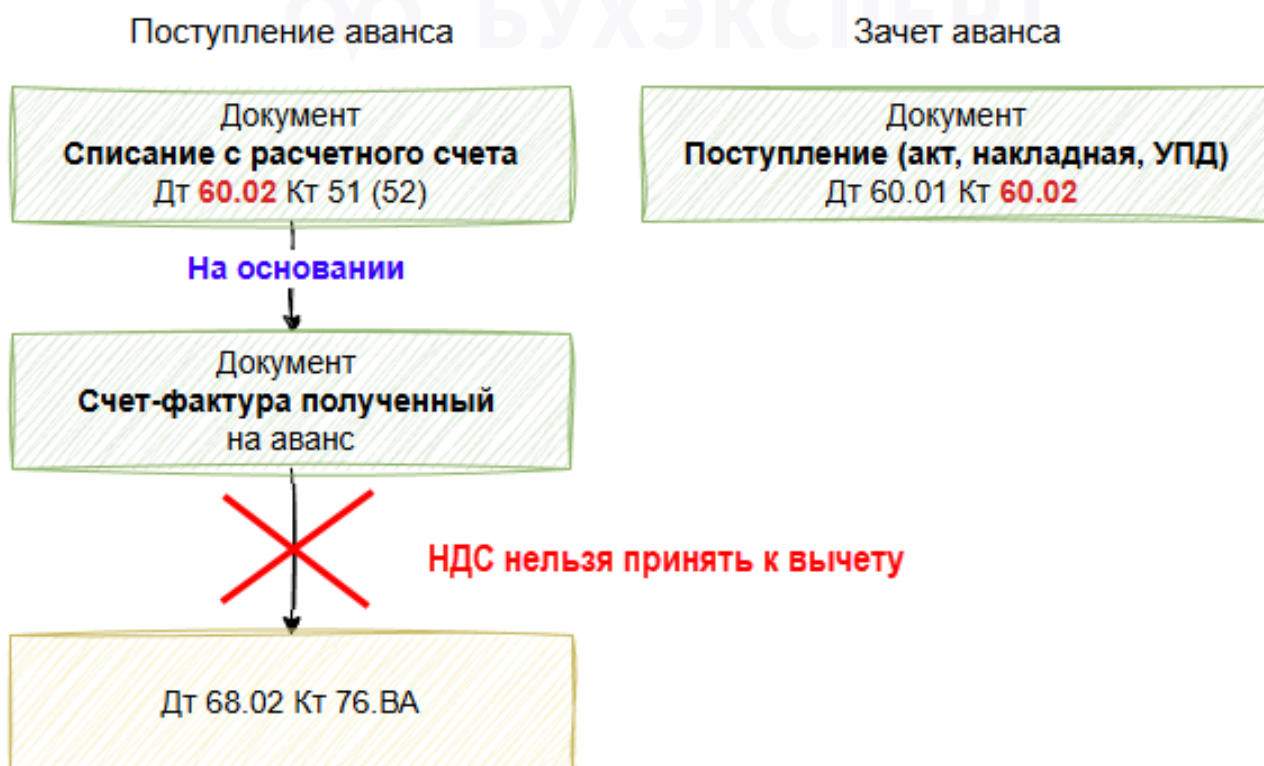 БУХЭКСПЕРТ
Поступление аванса
Зачет аванса
Документ
Списание с расчетного счета
Дт 60.02 Кт 51 (52)
Документ
Поступление (акт, накладная, УПД)
Дт 60.01 Кт 60.02
На основании
Документ
Счет-фактура полученный
на аванс
НДС нельзя принять к вычету
Дт 68.02 Кт 76.ВА